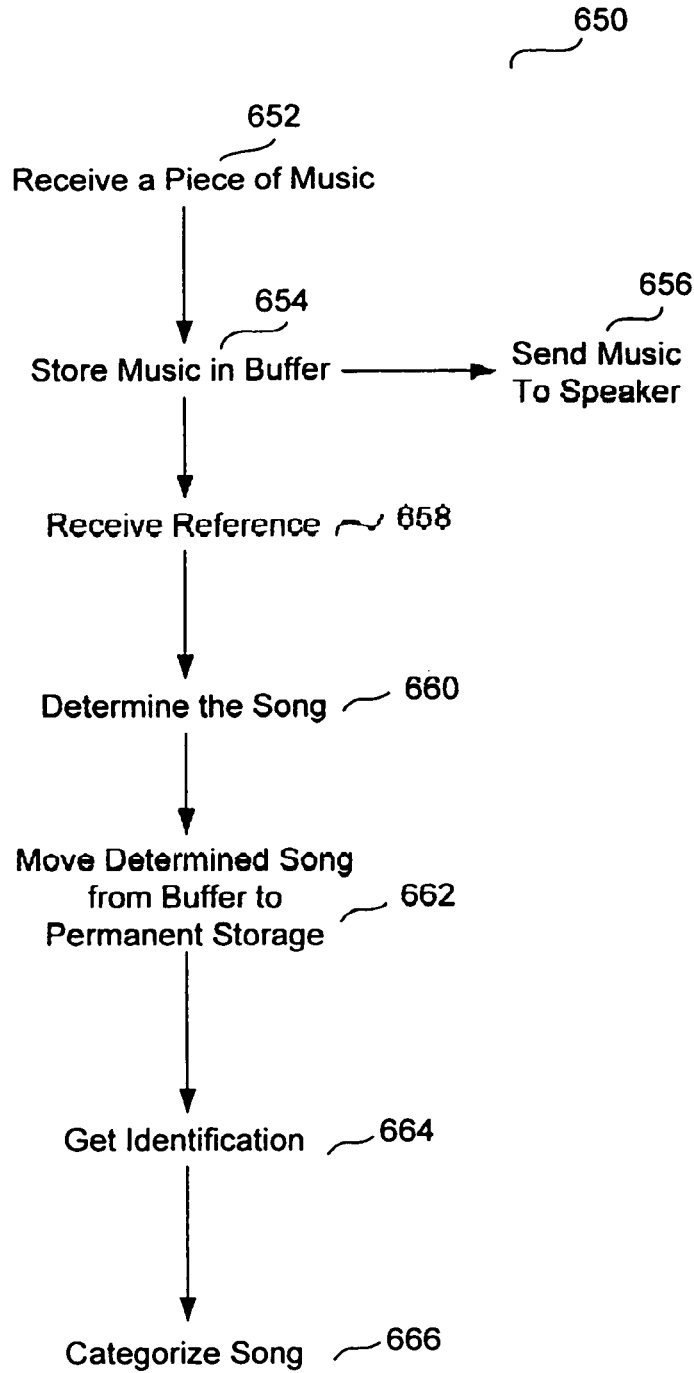 650
652
Receive a Piece of Music
654
Store Music in Buffer
656
Send Music
To Speaker
Receive Reference 658
Determine the Song 660
Move Determined Song
from Buffer to
Permanent Storage
662
Get Identification 664
Categorize Song 666